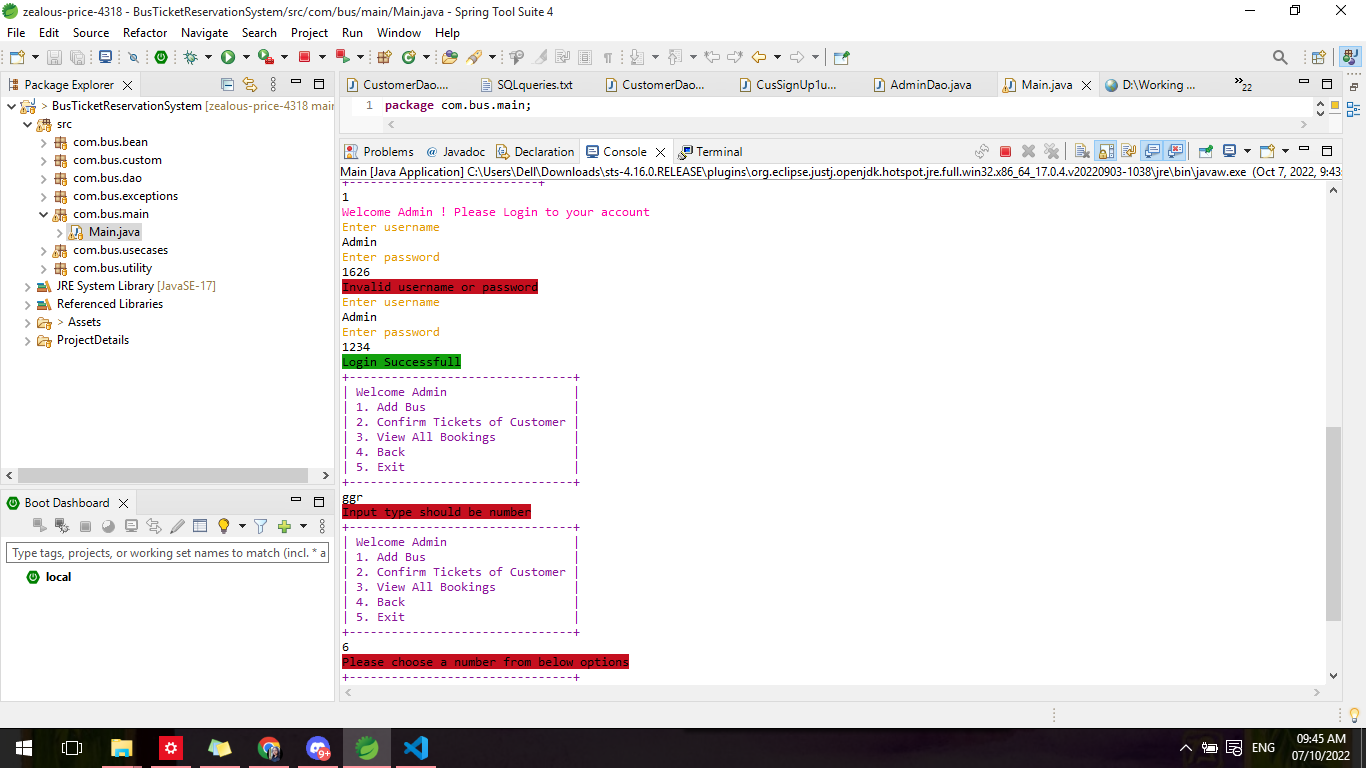 zealous-price-4318 - BusTicketReservationSystem/src/com/bus/main/Main.java - Spring Tool Suite 4
File Edit Source Refactor Navigate Search Project Run Window Help
Package Explorer
BusTicketReservationSystem [zealous-price-4318 main
src
com.bus.bean
com.bus.custom
com.bus.dao
com.bus.exceptions
com.bus.main
Main.java
com.bus.usecases
com.bus.utility
JRE System Library [JavaSE-17]
Referenced Libraries
> Assets
ProjectDetails
Boot Dashboard
Type tags, projects, or working set names to match (incl. * a
local
CustomerDao.... SQLqueries.txt CustomerDao... CusSignUp1u... AdminDao.java Main.java D:\Working ... »22
1 package com.bus.main;
Problems @ Javadoc Declaration Console Terminal
Main [Java Application] C:\Users\Dell\Downloads\sts-4.16.0.RELEASE\plugins\org.eclipse.justj.openjdk.hotspot.jre.full.win32.x86_64_17.0.4.v20220903-1038\jre\bin\javaw.exe (Oct 7, 2022, 9:43
+---------------------------+
1
Welcome Admin ! Please Login to your account
Enter username
Admin
Enter password
1626
Invalid username or password
Enter username
Admin
Enter password
1234
Login Successfull
+--------------------------------+
| Welcome Admin |
| 1. Add Bus |
| 2. Confirm Tickets of Customer |
| 3. View All Bookings |
| 4. Back |
| 5. Exit |
+--------------------------------+
ggr
Input type should be number
+--------------------------------+
| Welcome Admin |
| 1. Add Bus |
| 2. Confirm Tickets of Customer |
| 3. View All Bookings |
| 4. Back |
| 5. Exit |
+--------------------------------+
6
Please choose a number from below options
+--------------------------------+
9+
ENG
09:45 AM
07/10/2022